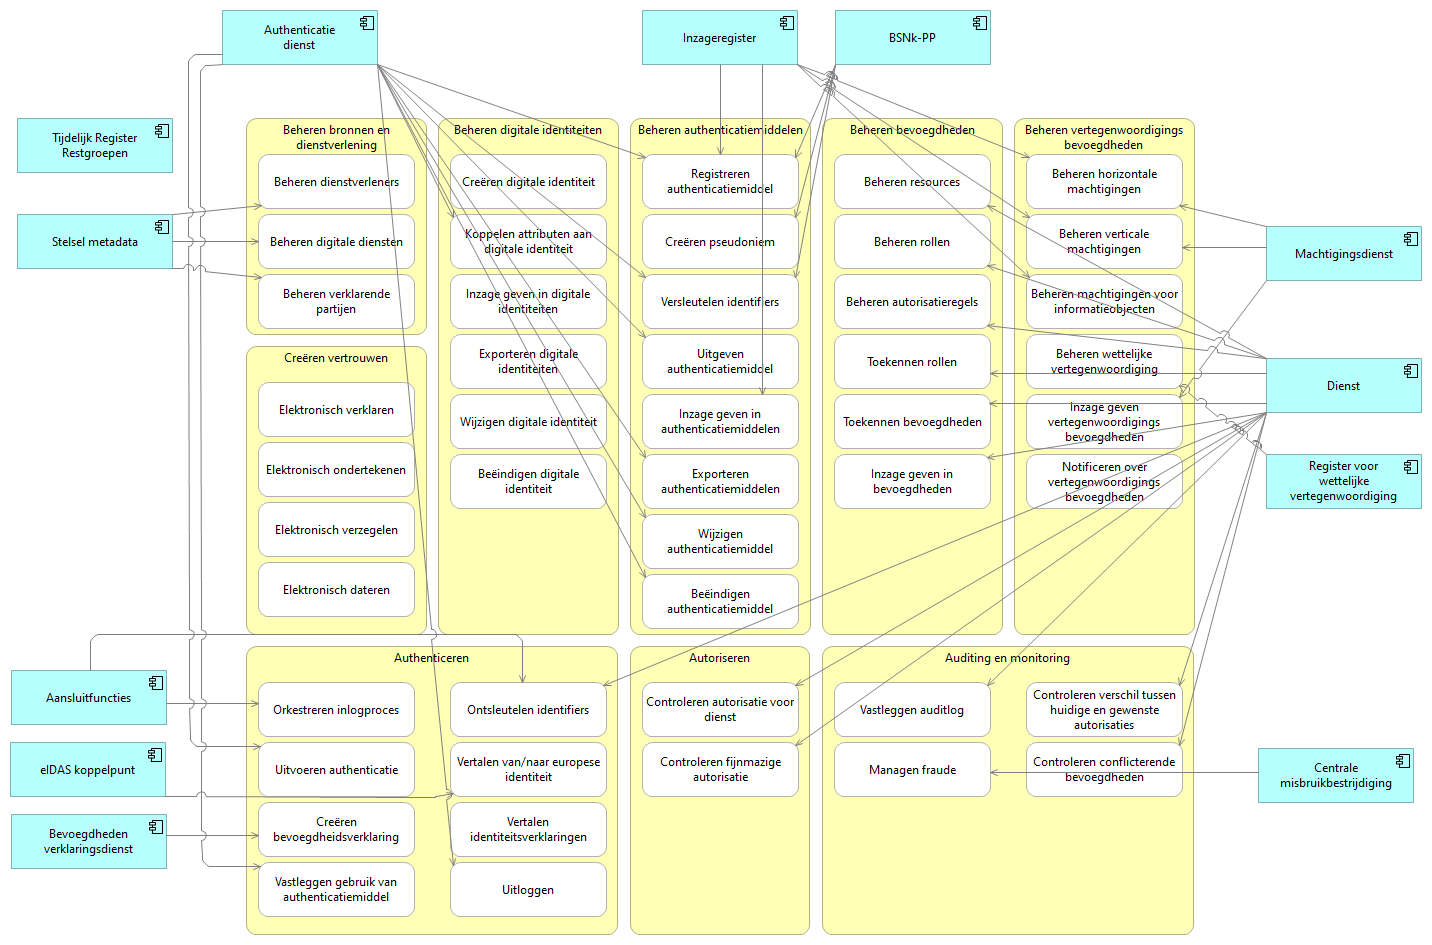 Authenticatie
dienst
Inzageregister
BSNk-PP
Tijdelijk Register
Restgroepen
Stelsel metadata
Beheren bronnen en
dienstverlening
Beheren dienstverleners
Beheren digitale diensten
Beheren verklarende
partijen
Creëren vertrouwen
Elektronisch verklaren
Elektronisch ondertekenen
Elektronisch verzegelen
Elektronisch dateren
Beheren digitale identiteiten
Creëren digitale identiteit
Koppelen attributen aan
digitale identiteit
Inzage geven in digitale
identiteiten
Exporteren digitale
identiteiten
Wijzigen digitale identiteit
Beëindigen digitale
identiteit
Beheren authenticatiemiddelen
Registreren
authenticatiemiddel
Creëren pseudoniem
Versleutelen identifiers
Uitgeven
authenticatiemiddel
Inzage geven in
authenticatiemiddelen
Exporteren
authenticatiemiddelen
Wijzigen
authenticatiemiddel
Beëindigen
authenticatiemiddel
Beheren bevoegdheden
Beheren resources
Beheren rollen
Beheren autorisatieregels
Toekennen rollen
Toekennen bevoegdheden
Inzage geven in
bevoegdheden
Beheren vertegenwoordigings
bevoegdheden
Beheren horizontale
machtigingen
Beheren verticale
machtigingen
Beheren machtigingen voor
informatieobjecten
Beheren wettelijke
vertegenwoordiging
Inzage geven
vertegenwoordigings
bevoegdheden
Notificeren over
vertegenwoordigings
bevoegdheden
Machtigingsdienst
Dienst
Register voor
wettelijke
vertegenwoordiging
Aansluitfuncties
eIDAS koppelpunt
Bevoegdheden
verklaringsdienst
Authenticeren
Orkestreren inlogproces
Uitvoeren authenticatie
Creëren
bevoegdheidsverklaring
Vastleggen gebruik van
authenticatiemiddel
Ontsleutelen identifiers
Vertalen van/naar europese
identiteit
Vertalen
identiteitsverklaringen
Uitloggen
Autoriseren
Controleren autorisatie voor
dienst
Controleren fijnmazige
autorisatie
Auditing en monitoring
Vastleggen auditlog
Managen fraude
Controleren verschil tussen
huidige en gewenste
autorisaties
Controleren conflicterende
bevoegdheden
Centrale
misbruikbestrijdiging